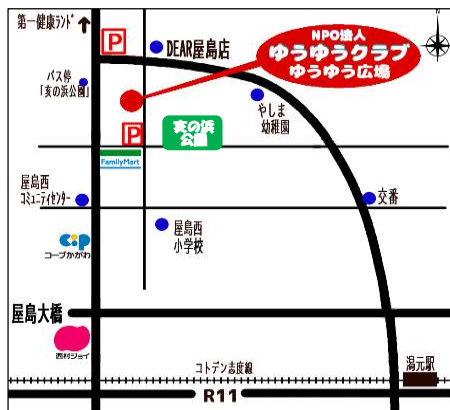 第一健康ランド
N
P
DEAR屋島店
NPO法人
ゆうゆうクラブ
ゆうゆう広場
バス停
「亥の浜公園」
やしま
幼稚園
P
亥の浜
公園
FamilyMart
屋島西
コミュニティセンター
交番
屋島西
小学校
コープかがわ
屋島大橋
西村ジョイ
コトデン志度線
潟元駅
R11